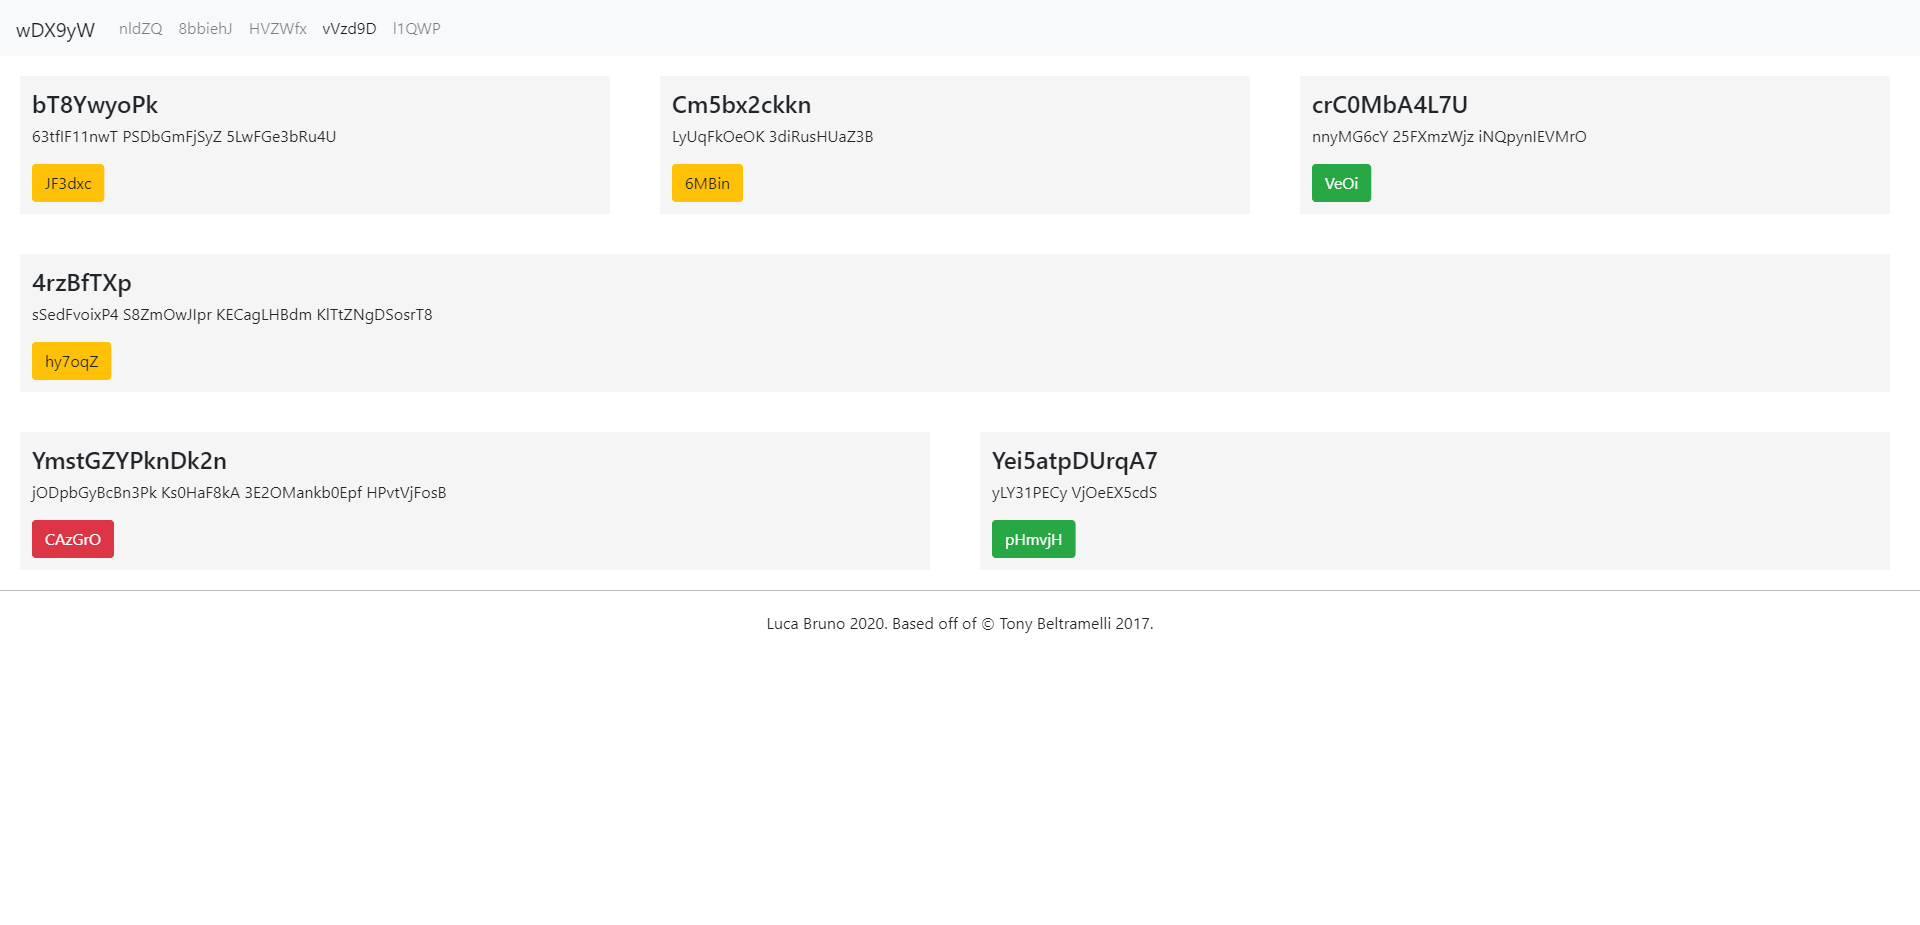 wDX9yW nldZQ 8bbiehJ HVZWfx vVzd9D l1QWP
bT8YwyoPk
63tfIF11nwT PSDbGmFjSyZ 5LwFGe3bRu4U
JF3dxc
Cm5bx2ckkn
LyUqFkOeOK 3diRusHUaZ3B
6MBin
crC0MbA4L7U
nnyMG6cY 25FXmzWjz iNQpynIEVMrO
VeOi
4rzBfTXp
sSedFvoixP4 S8ZmOwJIpr KECagLHBdm KlTtZNgDSosrT8
hy7oqZ
YmstGZYPknDk2n
jODpbGyBcBn3Pk Ks0HaF8kA 3E2OMankb0Epf HPvtVjFosB
CAzGrO
Yei5atpDUrqA7
yLY31PECy VjOeEX5cdS
pHmvjH
Luca Bruno 2020. Based off of © Tony Beltramelli 2017.